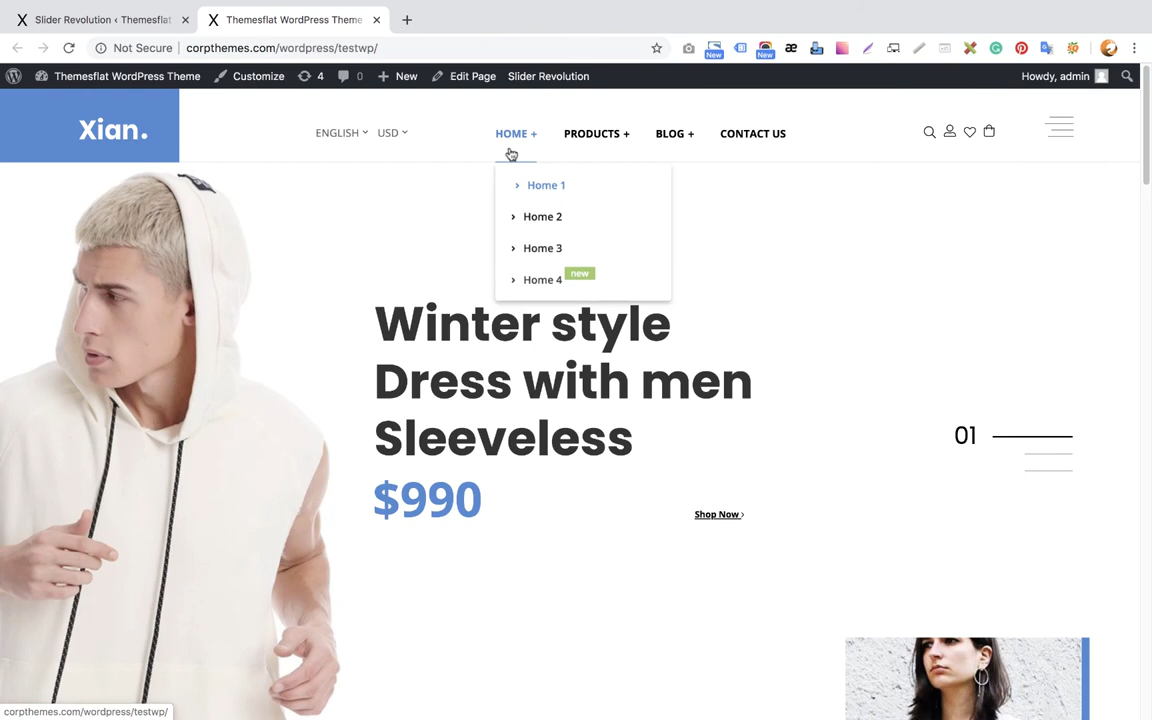 Slider Revolution ‹ Themesflat
Themesflat WordPress Theme
Not Secure
corpthemes.com/wordpress/testwp/
New
New
Themesflat WordPress Theme
Customize
4
0
New
Edit Page
Slider Revolution
Howdy, admin
Xian.
ENGLISH
USD
HOME +
PRODUCTS +
BLOG +
CONTACT US
Home 1
Home 2
Home 3
Home 4 new
Winter style
Dress with men
Sleeveless
$990
Shop Now
01
corpthemes.com/wordpress/testwp/